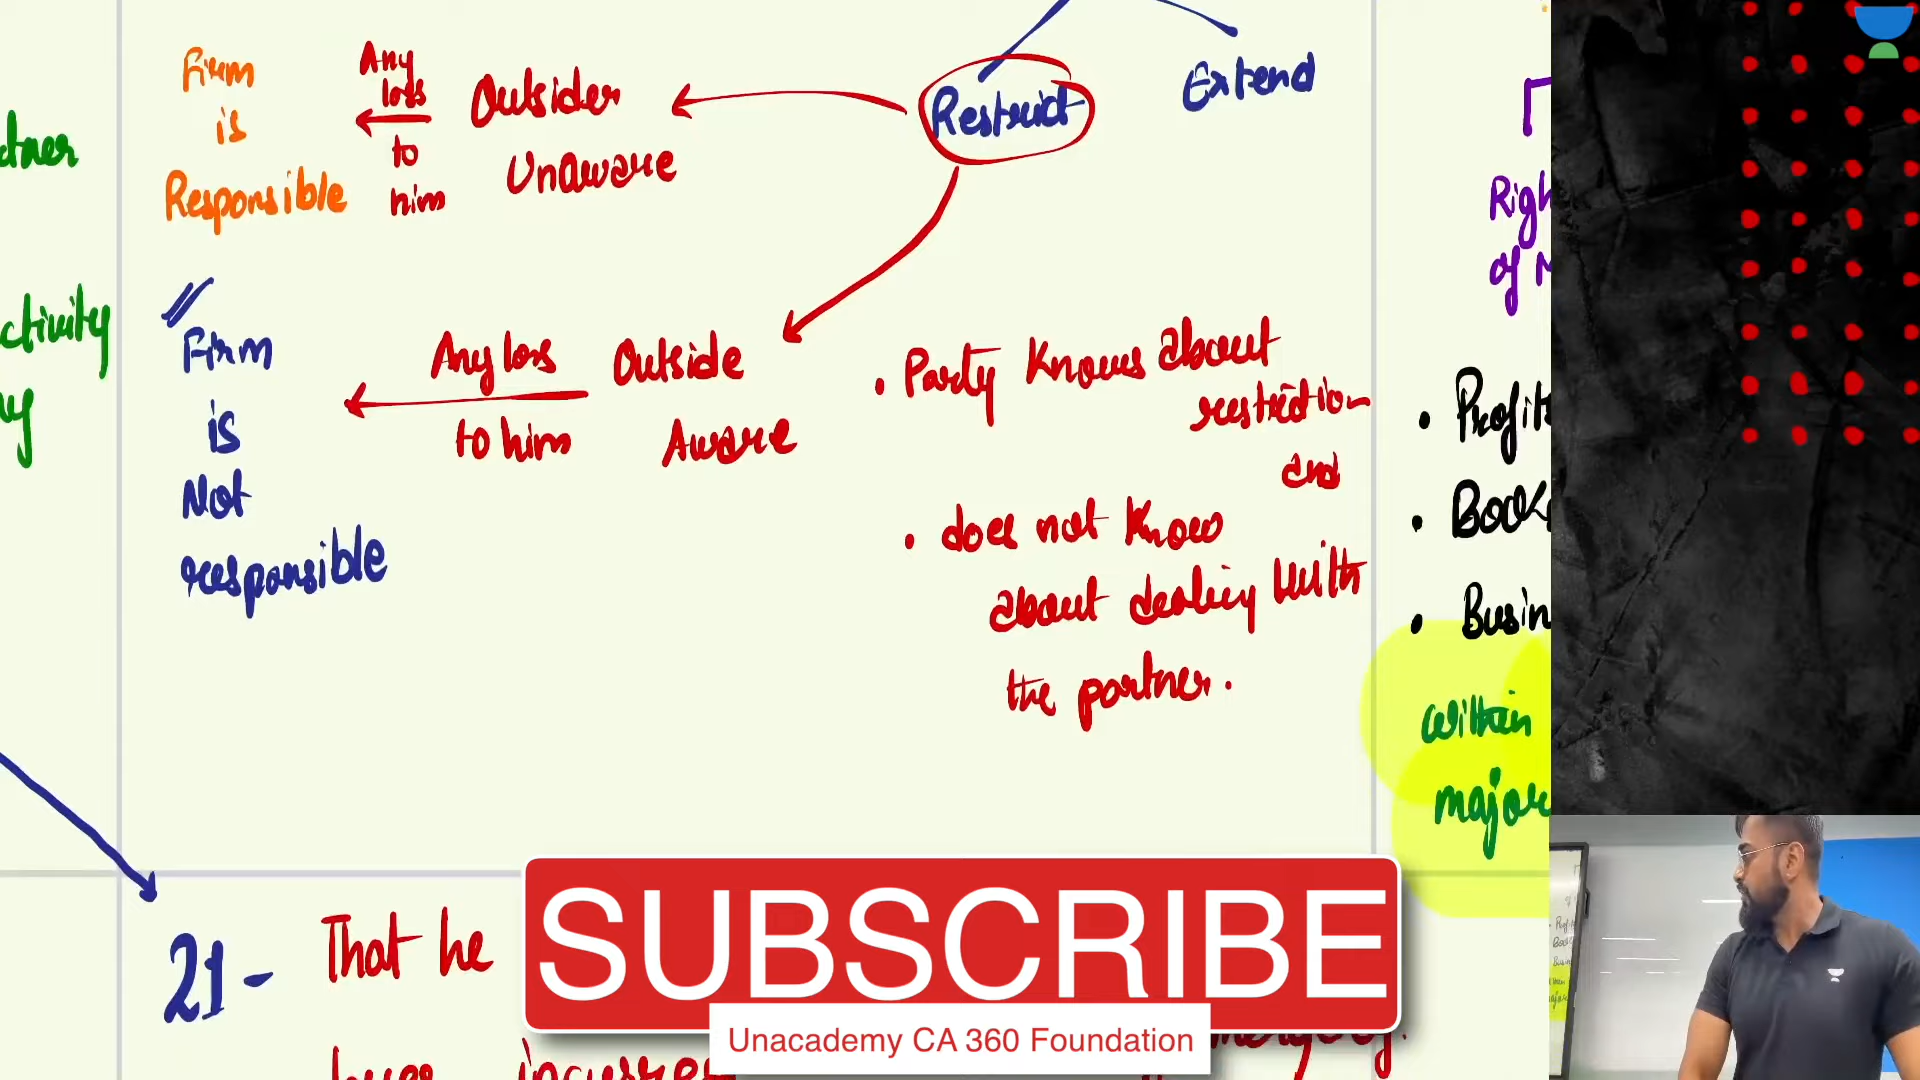 Firm
is
Responsible
Any
loss
to
him
Outsider
Unaware
Restrict
Extend
Firm
is
Not
responsible
Any loss
to him
Outside
Aware
• Party Knows about
restriction
and
• does not Know
about dealing with
the partner.
• Profit
• Book
• Busin
within
major
21- That he
SUBSCRIBE
Unacademy CA 360 Foundation